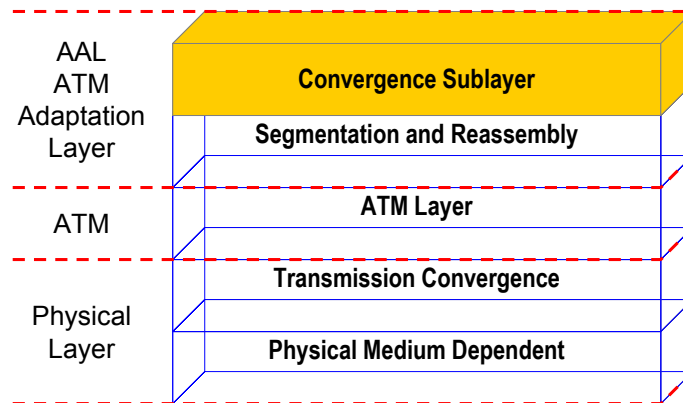 AAL
ATM
Adaptation
Layer
Convergence Sublayer
Segmentation and Reassembly
ATM
ATM Layer
Physical
Layer
Transmission Convergence
Physical Medium Dependent